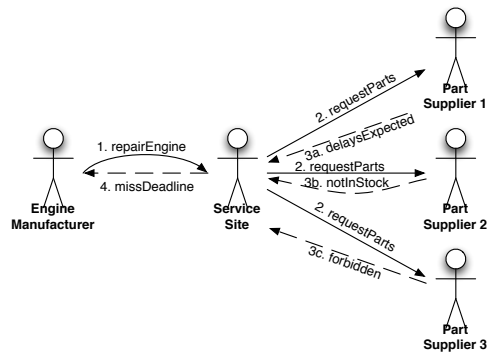 1. repairEngine
4. missDeadline
Engine
Manufacturer
Service
Site
2. requestParts
3a. delaysExpected
Part
Supplier 1
2. requestParts
3b. notInStock
Part
Supplier 2
2. requestParts
3c. forbidden
Part
Supplier 3